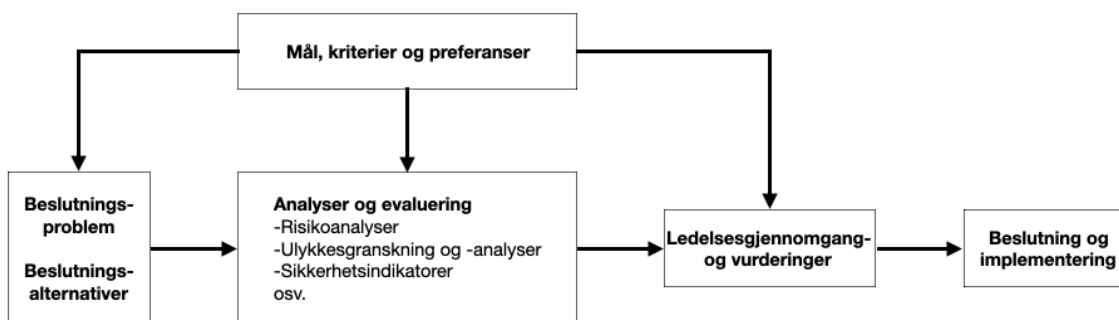 Mål, kriterier og preferanser
Beslutnings-
problem
Beslutnings-
alternativer
Analyser og evaluering
-Risikoanalyser
-Ulykkesgranskning og -analyser
-Sikkerhetsindikatorer
osv.
Ledelsesgjennomgang-
og vurderinger
Beslutning og
implementering